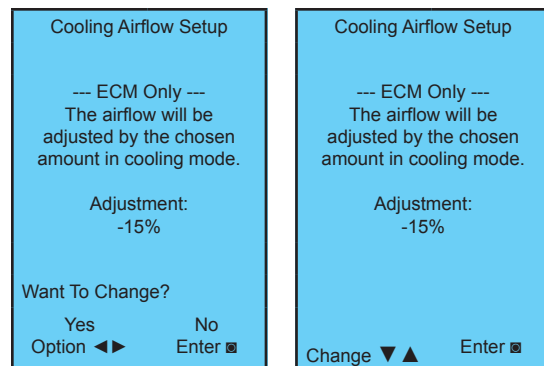 Cooling Airflow Setup
--- ECM Only ---
The airflow will be
adjusted by the chosen
amount in cooling mode.
Adjustment:
-15%
Want To Change?
Yes No
Option ◄► Enter ◙
Cooling Airflow Setup
--- ECM Only ---
The airflow will be
adjusted by the chosen
amount in cooling mode.
Adjustment:
-15%
Change ▼▲ Enter ◙